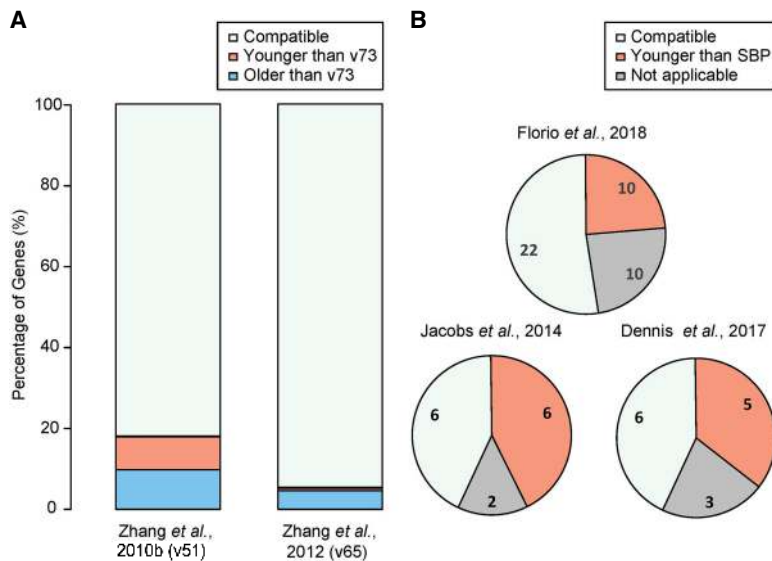 A
Compatible
Younger than v73
Older than v73
Percentage of Genes (%)
100
80
60
40
20
0
Zhang et al.,
2010b (v51)
Zhang et al.,
2012 (v65)
B
Compatible
Younger than SBP
Not applicable
Florio et al., 2018
10
22
10
Jacobs et al., 2014
6
6
2
Dennis et al., 2017
6
5
3